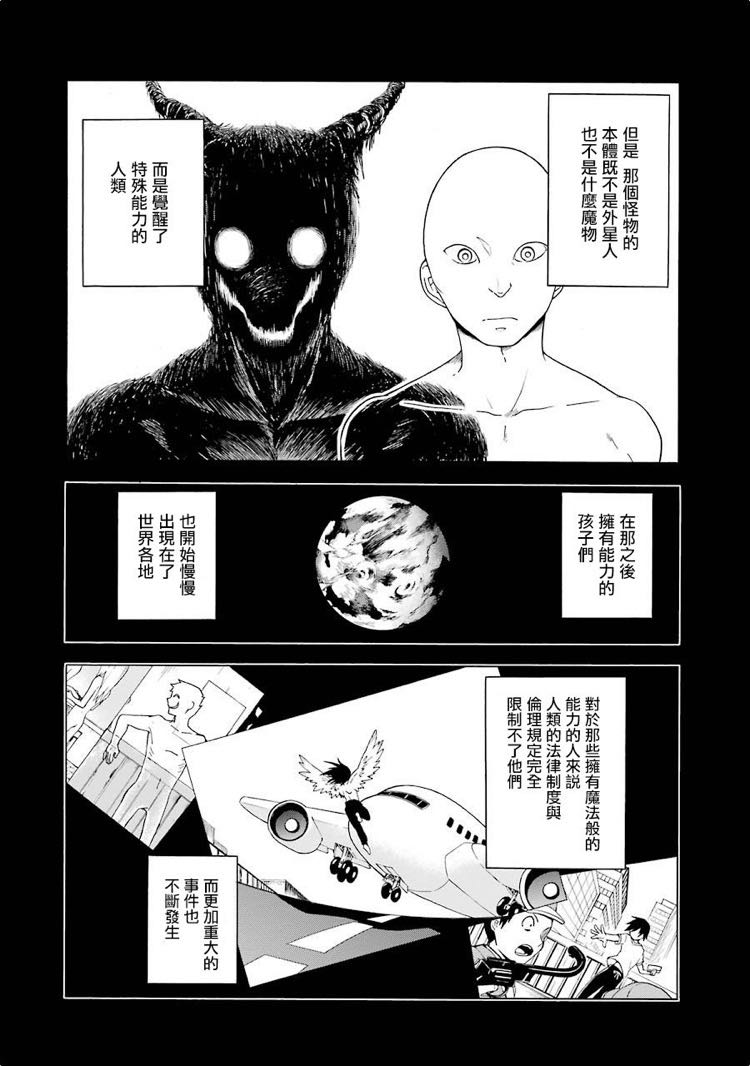 但是 那個怪物的
本體既不是外星人
也不是什麼魔物
而是覺醒了
特殊能力的
人類
在那之後
擁有能力的
孩子們
也開始慢慢
出現在了
世界各地
對於那些擁有魔法般的
能力的人來説
人類的法律制度與
倫理規定完全
限制不了他們
而更加重大的
事件也
不斷發生